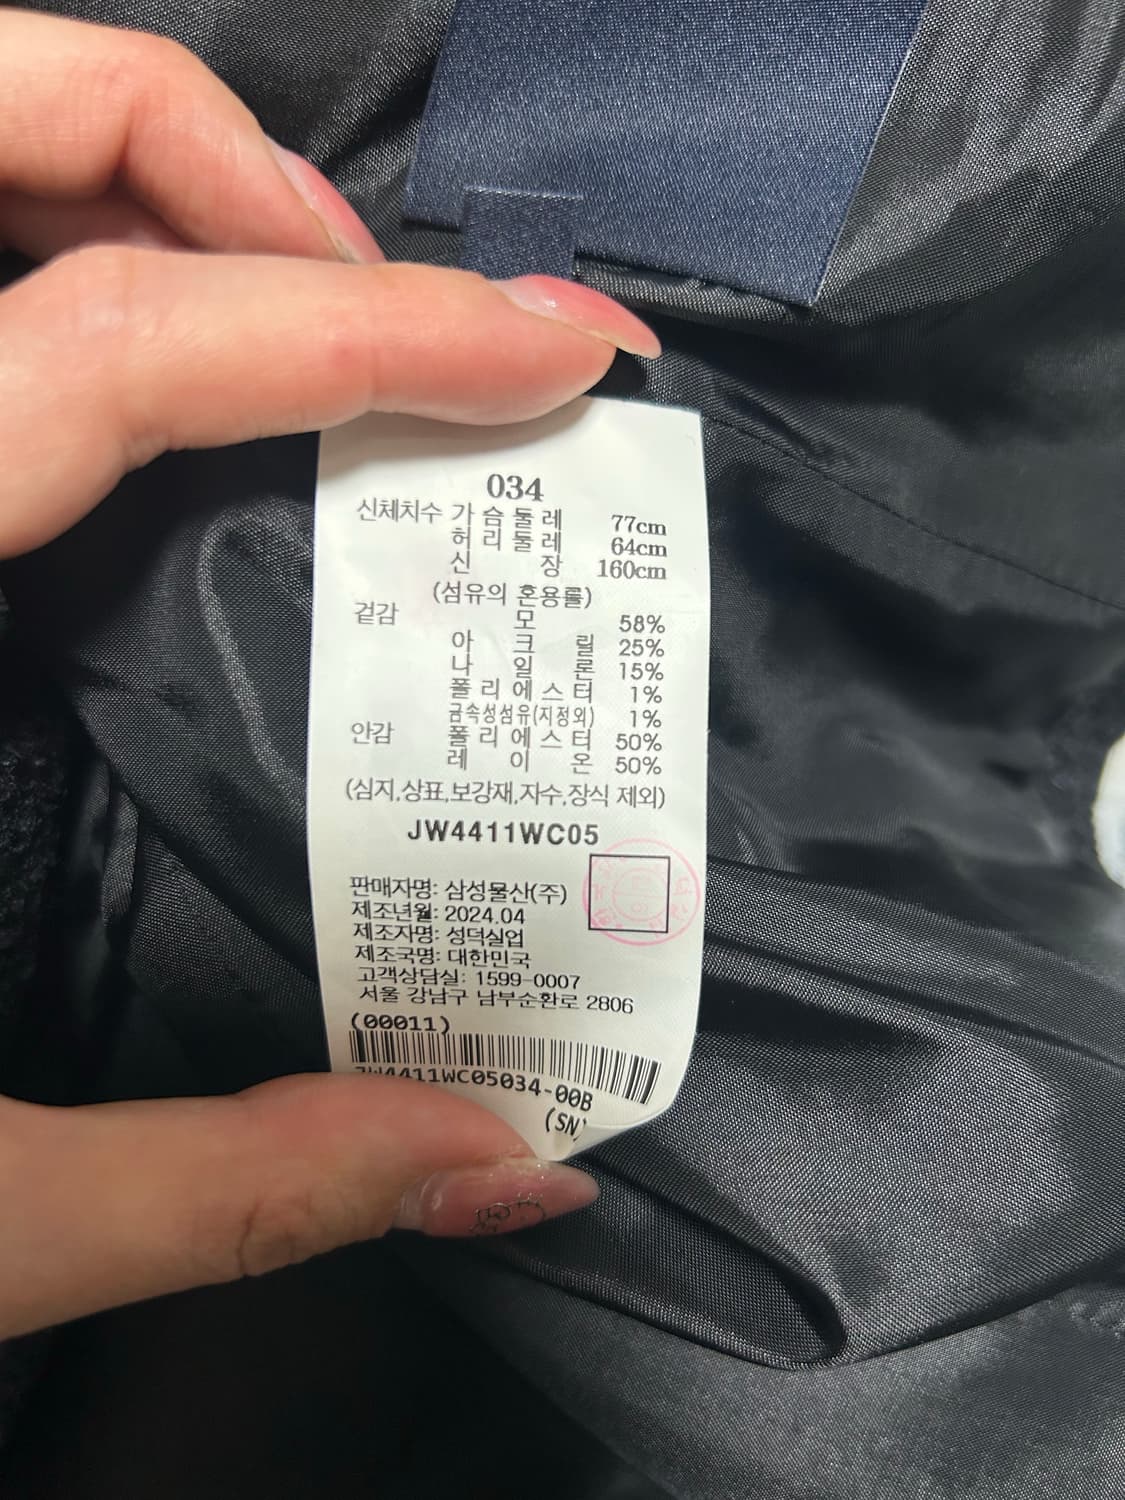 034
신체치수 가슴둘레 77cm
허리둘레 64cm
신장 160cm
(섬유의 혼용률)
겉감 모 58%
아크릴 25%
나일론 15%
폴리에스터 1%
금속성섬유(지정외) 1%
안감 폴리에스터 50%
레이온 50%
(심지,상표,보강재,자수,장식 제외)
JW4411WC05
판매자명: 삼성물산(주)
제조년월: 2024.04
제조자명: 성덕실업
제조국명: 대한민국
고객상담실: 1599-0007
서울 강남구 남부순환로 2806
(00011)
JW4411WC05034-00B
(SN)